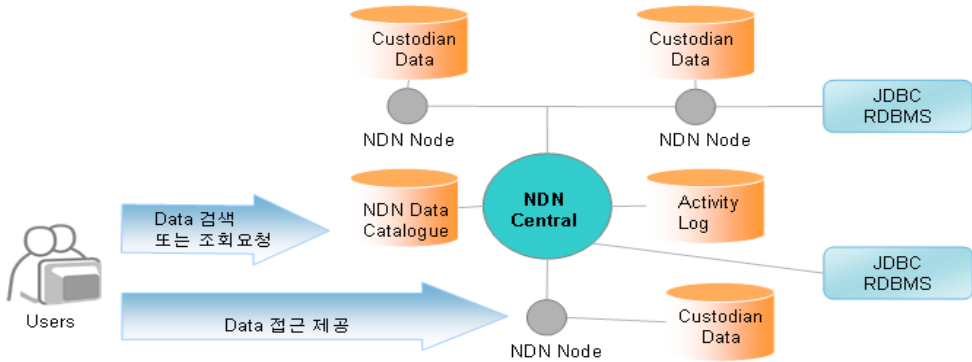 Custodian
Data
Custodian
Data
JDBC
RDBMS
NDN Node
NDN Node
NDN Data
Catalogue
NDN
Central
Activity
Log
Data 검색
또는 조회요청
JDBC
RDBMS
Users
Data 접근 제공
NDN Node
Custodian
Data